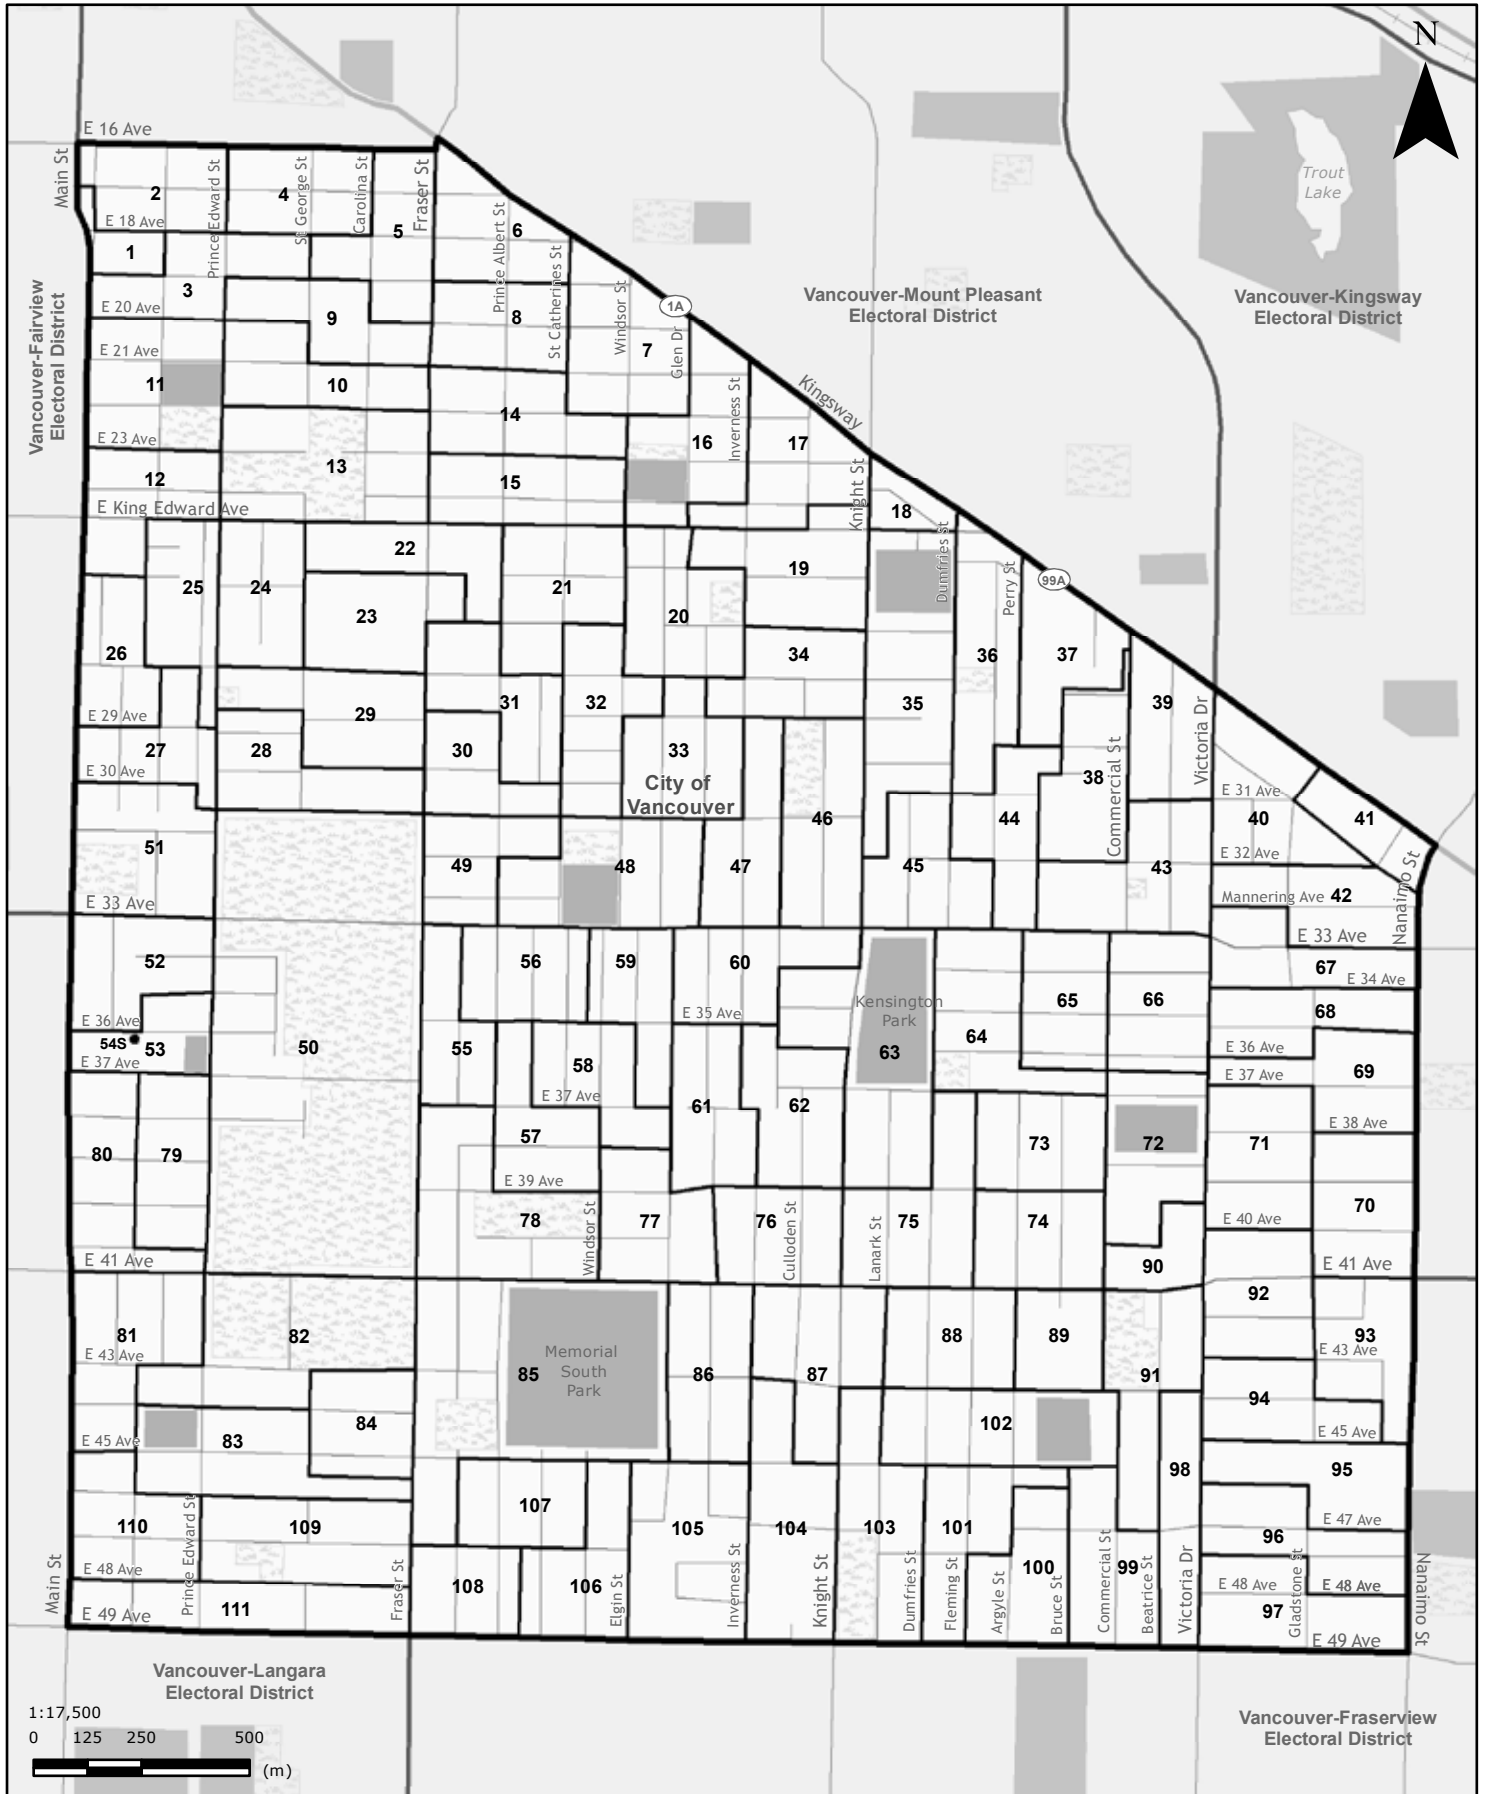 N
E 16 Ave
Main St
Prince Edward St
St George St
Carolina St
Fraser St
Trout
Lake
2
4
5
6
E 18 Ave
Prince Albert St
St Catherines St
1
3
Windsor St
1A
Vancouver-Mount Pleasant
Electoral District
Vancouver-Kingsway
Electoral District
Vancouver-Fairview
Electoral District
E 20 Ave
9
8
7
Glen Dr
E 21 Ave
11
10
Kingsway
Inverness St
14
E 23 Ave
16
17
12
13
15
Knight St
E King Edward Ave
18
Dumfries St
22
19
Perry St
99A
25
24
21
23
20
26
34
36
37
31
32
35
39
Victoria Dr
E 29 Ave
29
27
28
30
33
E 30 Ave
City of
Vancouver
38
Commercial St
46
44
E 31 Ave
40
41
51
49
48
47
45
43
E 32 Ave
Nanaimo St
Mannering Ave
42
E 33 Ave
E 33 Ave
52
56
59
60
67
E 34 Ave
Kensington
Park
65
66
E 36 Ave
E 35 Ave
68
54S
53
50
55
64
63
E 36 Ave
E 37 Ave
58
E 37 Ave
69
E 37 Ave
61
62
E 38 Ave
57
80
79
73
72
71
E 39 Ave
70
78
Windsor St
77
76
Culloden St
Lanark St
75
74
E 40 Ave
E 41 Ave
90
E 41 Ave
92
81
82
88
89
93
E 43 Ave
E 43 Ave
Memorial
South
Park
85
86
87
91
94
84
102
E 45 Ave
83
E 45 Ave
98
95
107
E 47 Ave
110
Prince Edward St
109
105
104
103
101
96
E 48 Ave
Main St
Fraser St
108
106
Elgin St
Inverness St
Knight St
Dumfries St
Fleming St
Argyle St
100
Bruce St
Commercial St
99
Beatrice St
Victoria Dr
E 48 Ave
Gladstone St
E 48 Ave
Nanaimo St
E 49 Ave
111
97
E 49 Ave
Vancouver-Langara
Electoral District
Vancouver-Fraserview
Electoral District
1:17,500
0 125 250 500
(m)